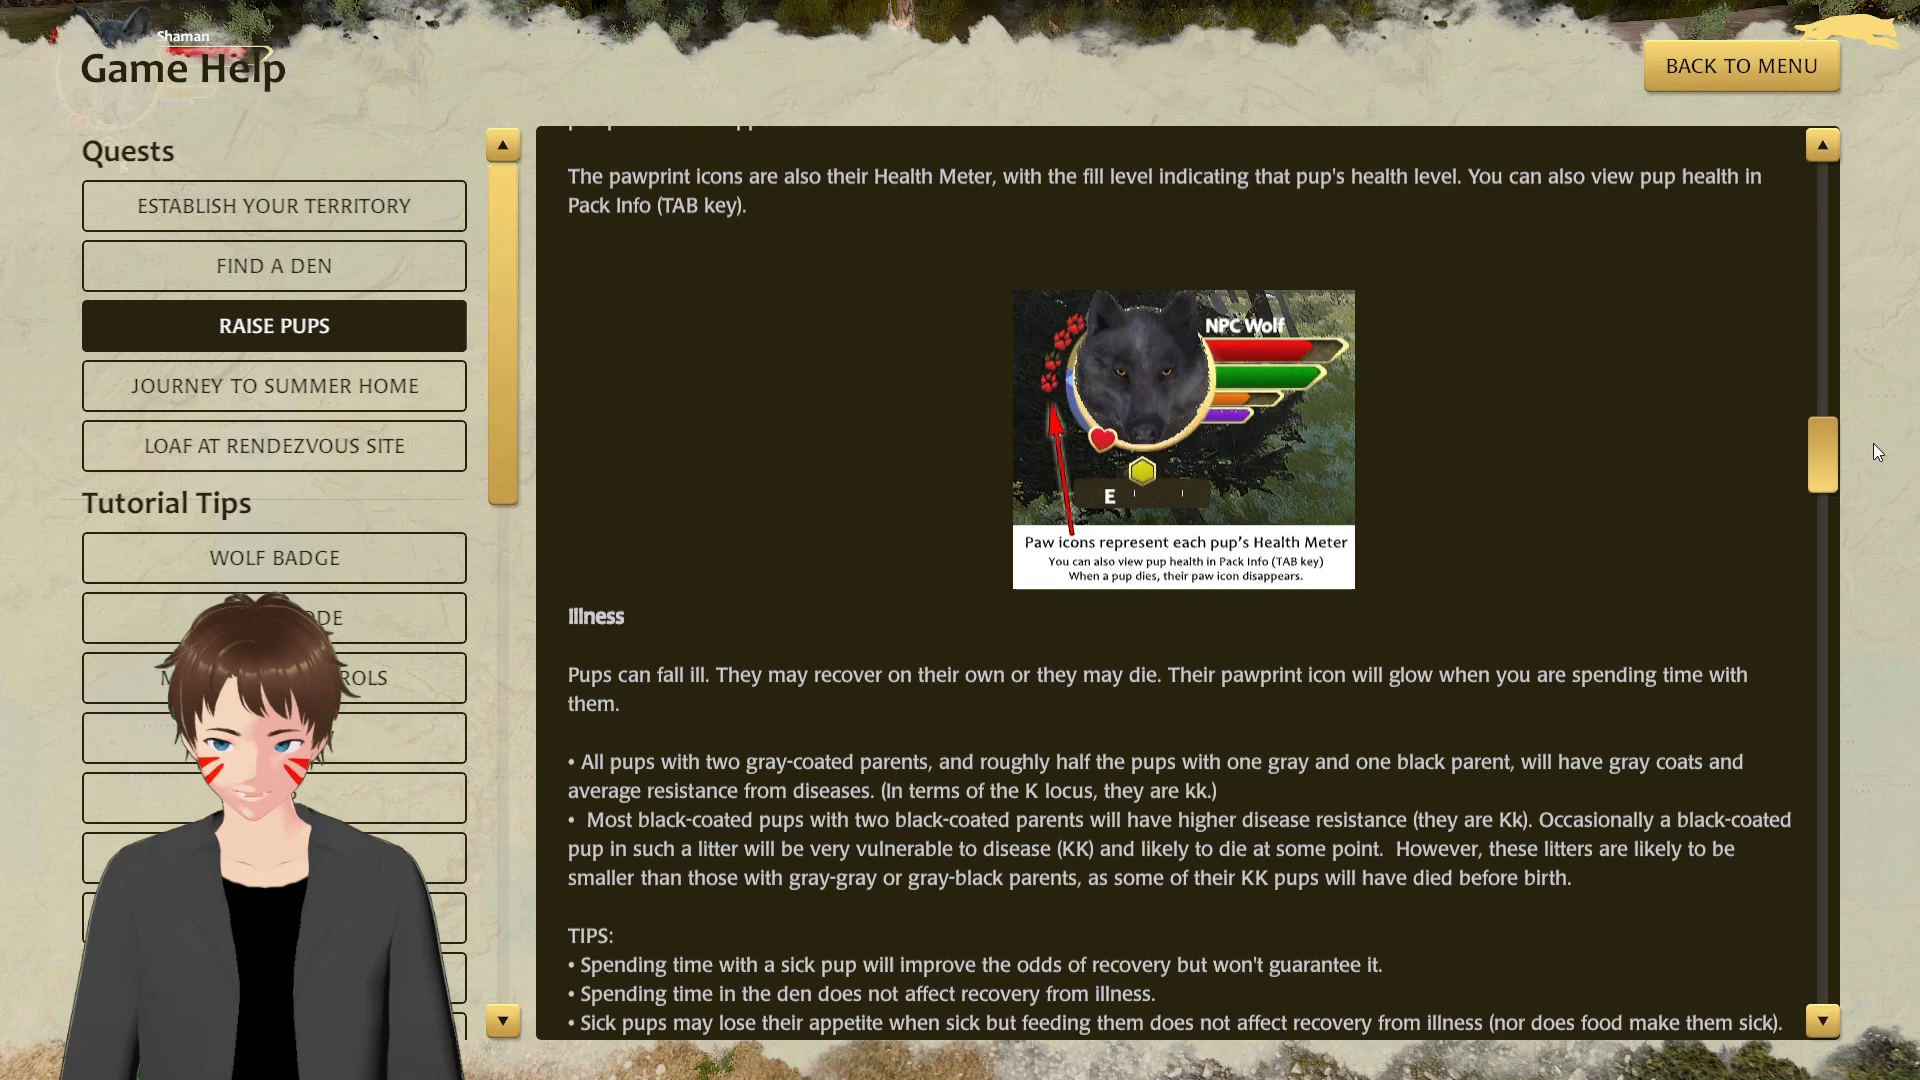 Shaman
Game Help
BACK TO MENU
Quests
ESTABLISH YOUR TERRITORY
FIND A DEN
RAISE PUPS
JOURNEY TO SUMMER HOME
LOAF AT RENDEZVOUS SITE
Tutorial Tips
WOLF BADGE
The pawprint icons are also their Health Meter, with the fill level indicating that pup's health level. You can also view pup health in
Pack Info (TAB key).
NPC Wolf
E
Paw icons represent each pup's Health Meter
You can also view pup health in Pack Info (TAB key)
When a pup dies, their paw icon disappears.
Illness
Pups can fall ill. They may recover on their own or they may die. Their pawprint icon will glow when you are spending time with
them.
• All pups with two gray-coated parents, and roughly half the pups with one gray and one black parent, will have gray coats and
average resistance from diseases. (In terms of the K locus, they are kk.)
• Most black-coated pups with two black-coated parents will have higher disease resistance (they are Kk). Occasionally a black-coated
pup in such a litter will be very vulnerable to disease (KK) and likely to die at some point. However, these litters are likely to be
smaller than those with gray-gray or gray-black parents, as some of their KK pups will have died before birth.
TIPS:
• Spending time with a sick pup will improve the odds of recovery but won't guarantee it.
• Spending time in the den does not affect recovery from illness.
• Sick pups may lose their appetite when sick but feeding them does not affect recovery from illness (nor does food make them sick).